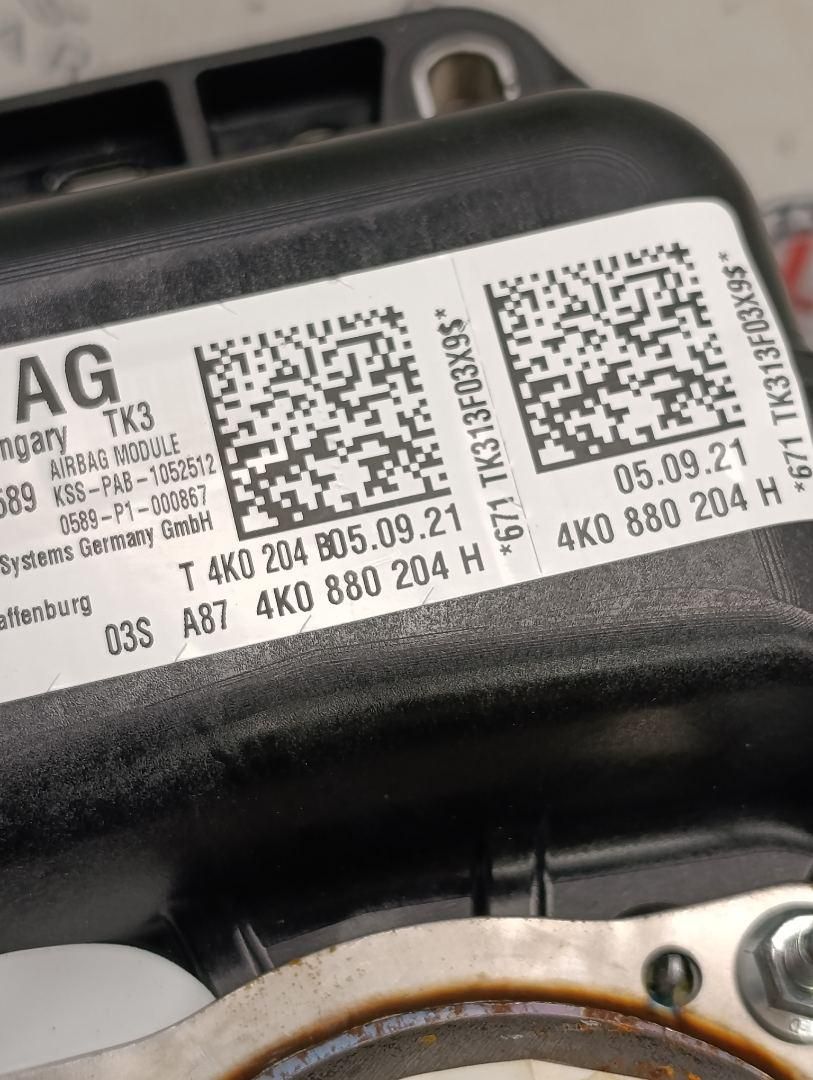 AG
ngary TK3
AIRBAG MODULE
589 KSS-PAB-1052512
0589-P1-000867
Systems Germany GmbH
T 4K0 204 B05.09.21
affenburg
03S A87 4K0 880 204 H
*671 TK313F03X9$*
05.09.21
4K0 880 204 H
*671 TK313F03X9$*